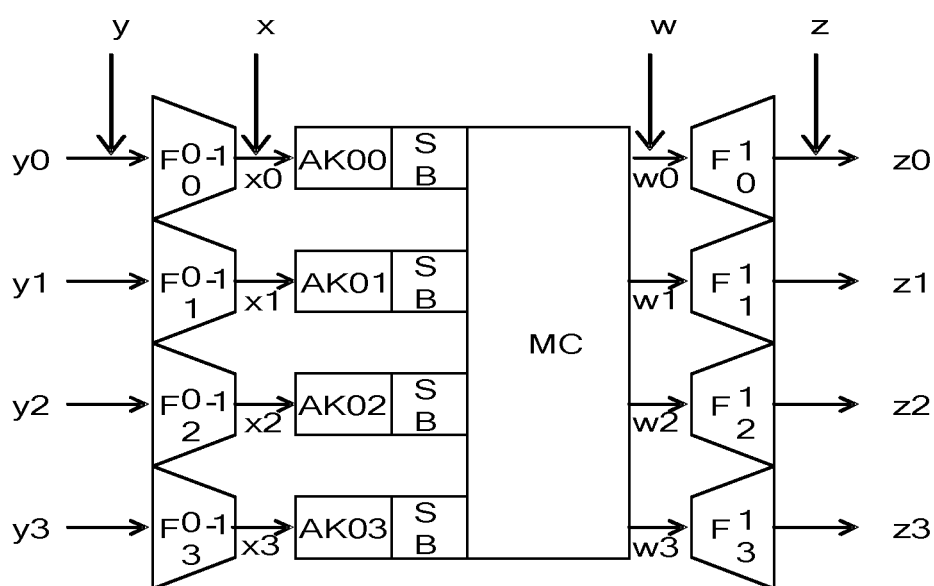 y x w z
y0 F0-1 0 x0 AK00 S B w0 F1 0 z0
y1 F0-1 1 x1 AK01 S B w1 F1 1 z1
MC
y2 F0-1 2 x2 AK02 S B w2 F1 2 z2
y3 F0-1 3 x3 AK03 S B w3 F1 3 z3